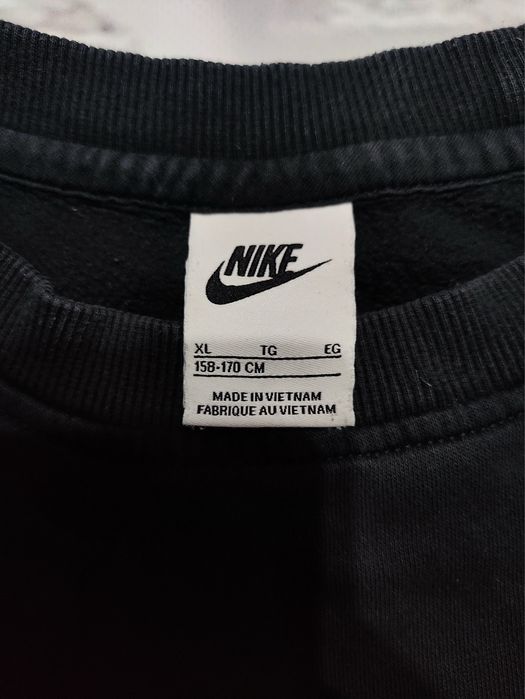 NIKE
XL TG EG
158-170 CM
MADE IN VIETNAM
FABRIQUE AU VIETNAM